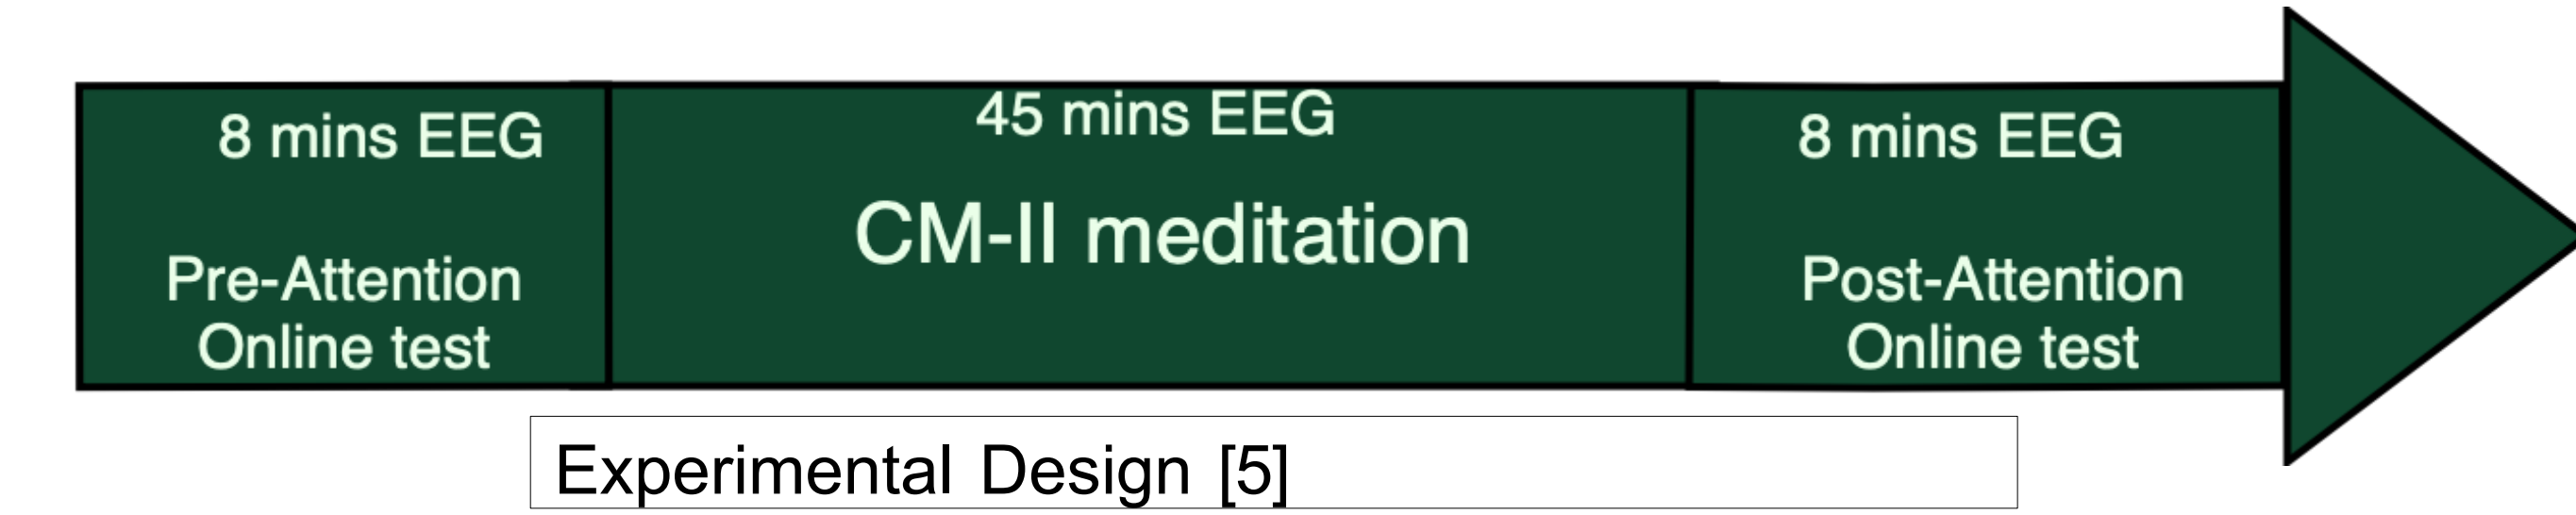 8 mins EEG
Pre-Attention
Online test
45 mins EEG
CM-II meditation
8 mins EEG
Post-Attention
Online test
Experimental Design [5]